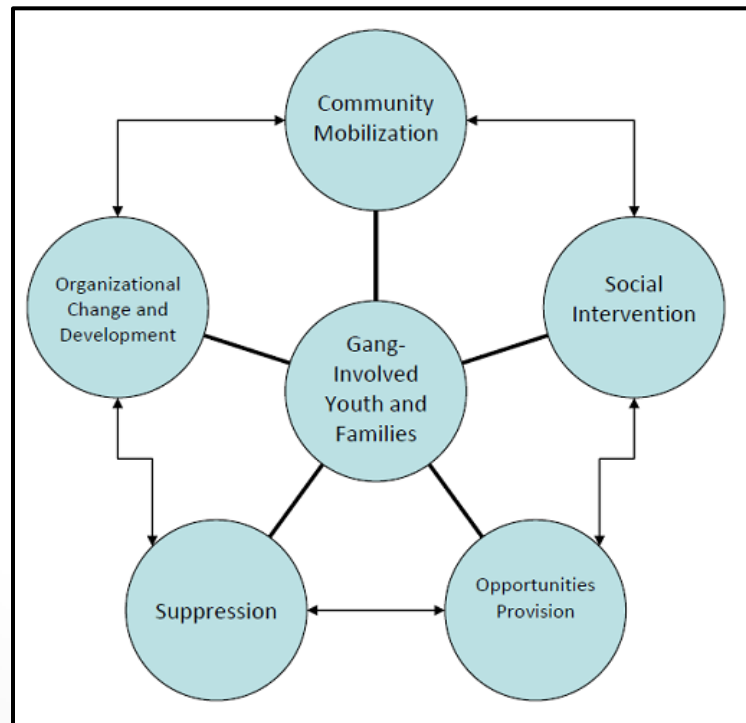 Community
Mobilization
Organizational
Change and
Development
Social
Intervention
Gang-
Involved
Youth and
Families
Suppression
Opportunities
Provision